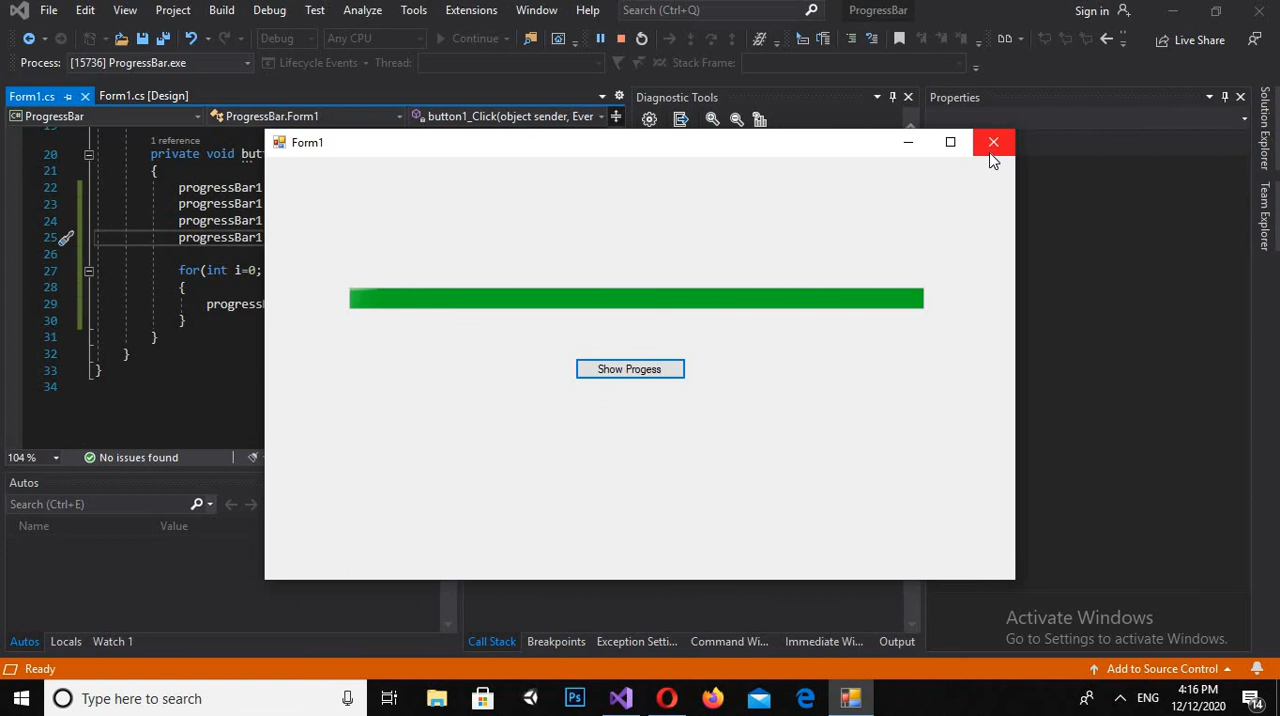 File Edit View Project Build Debug Test Analyze Tools Extensions Window Help Search (Ctrl+Q) ProgressBar Sign in
Debug Any CPU Continue Live Share
Process: [15736] ProgressBar.exe Lifecycle Events Thread: Stack Frame:
Form1.cs Form1.cs [Design] Diagnostic Tools Properties
ProgressBar ProgressBar.Form1 button1_Click(object sender, Ever
Form1
1 reference
20 private void but
21 {
22 progressBar1
23 progressBar1
24 progressBar1
25 progressBar1
26
27 for(int i=0;
28 {
29 progres
30 }
31 }
32 }
33 }
34
Show Progess
104 % No issues found
Autos
Search (Ctrl+E)
Name Value
Autos Locals Watch 1 Call Stack Breakpoints Exception Setti... Command Wi... Immediate Wi... Output
Solution Explorer
Team Explorer
Activate Windows
Go to Settings to activate Windows.
Ready Add to Source Control
Type here to search
Ps
ENG
4:16 PM
12/12/2020
14